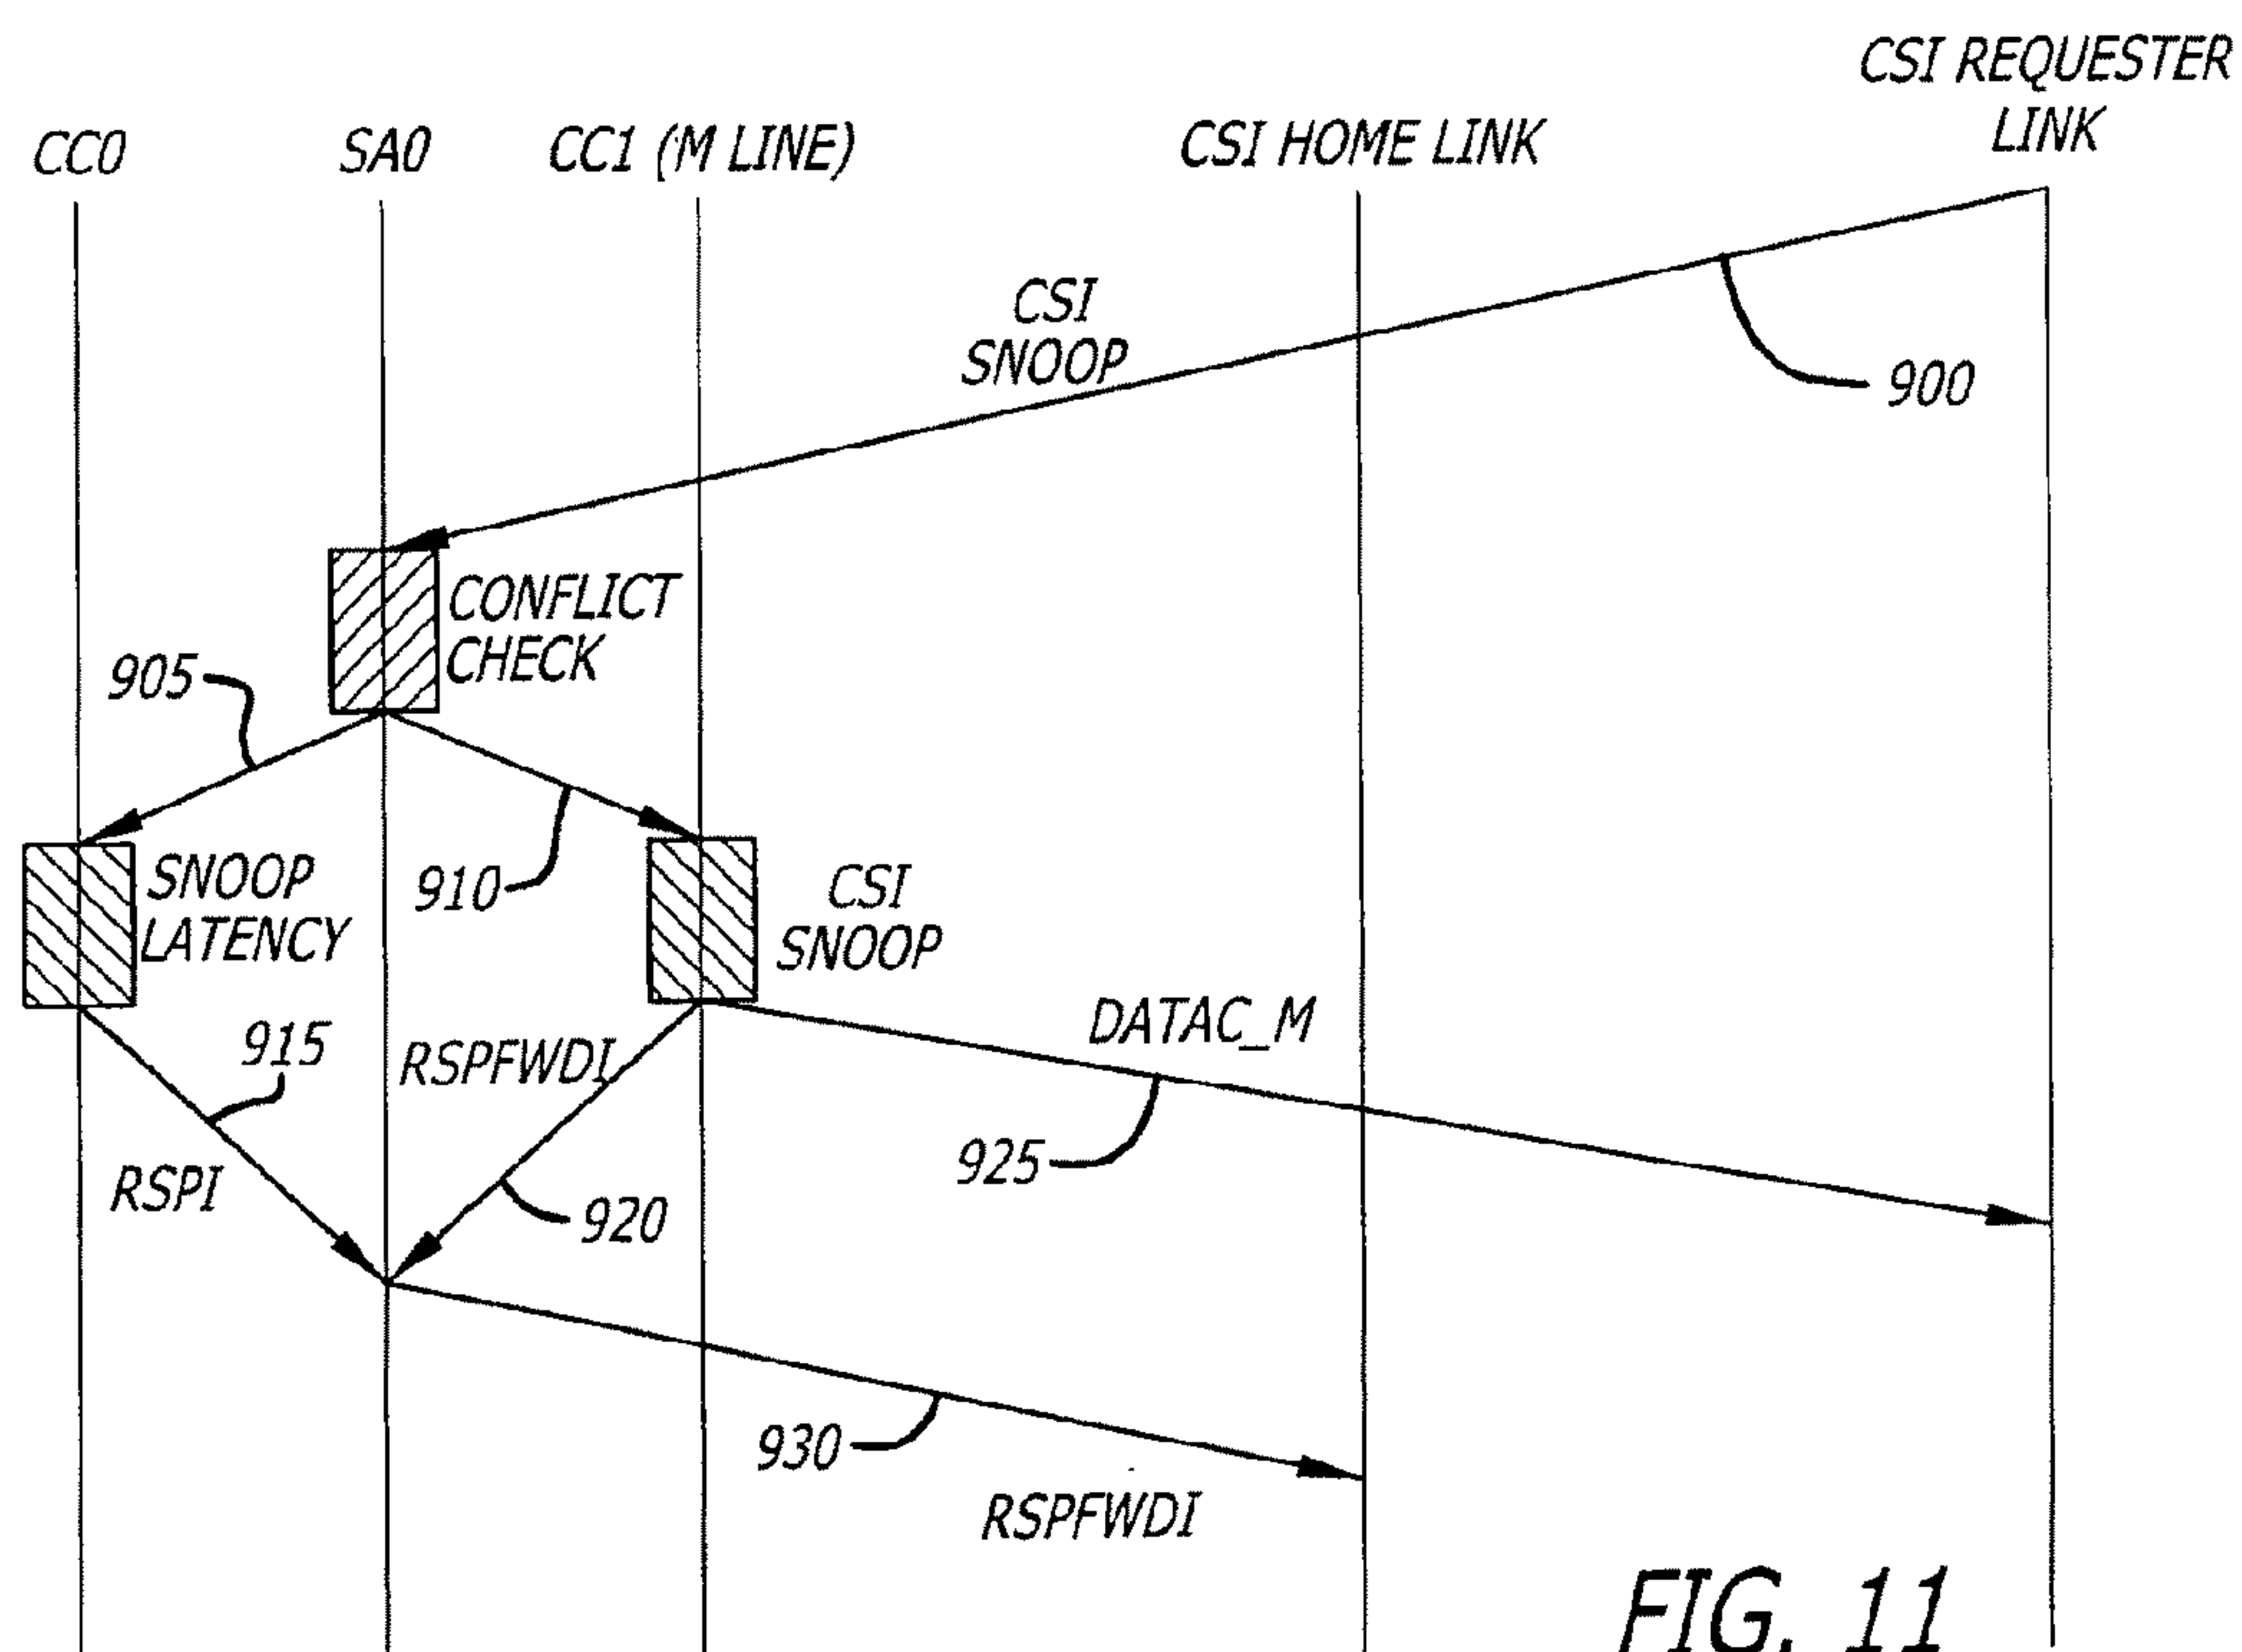 CSI REQUESTER
LINK
CC0
SA0
CC1 (M LINE)
CSI HOME LINK
CSI
SNOOP
900
CONFLICT
CHECK
905
910
SNOOP
LATENCY
CSI
SNOOP
915
RSPFWDI
DATAC_M
925
RSPI
920
930
RSPFWDI
FIG. 11